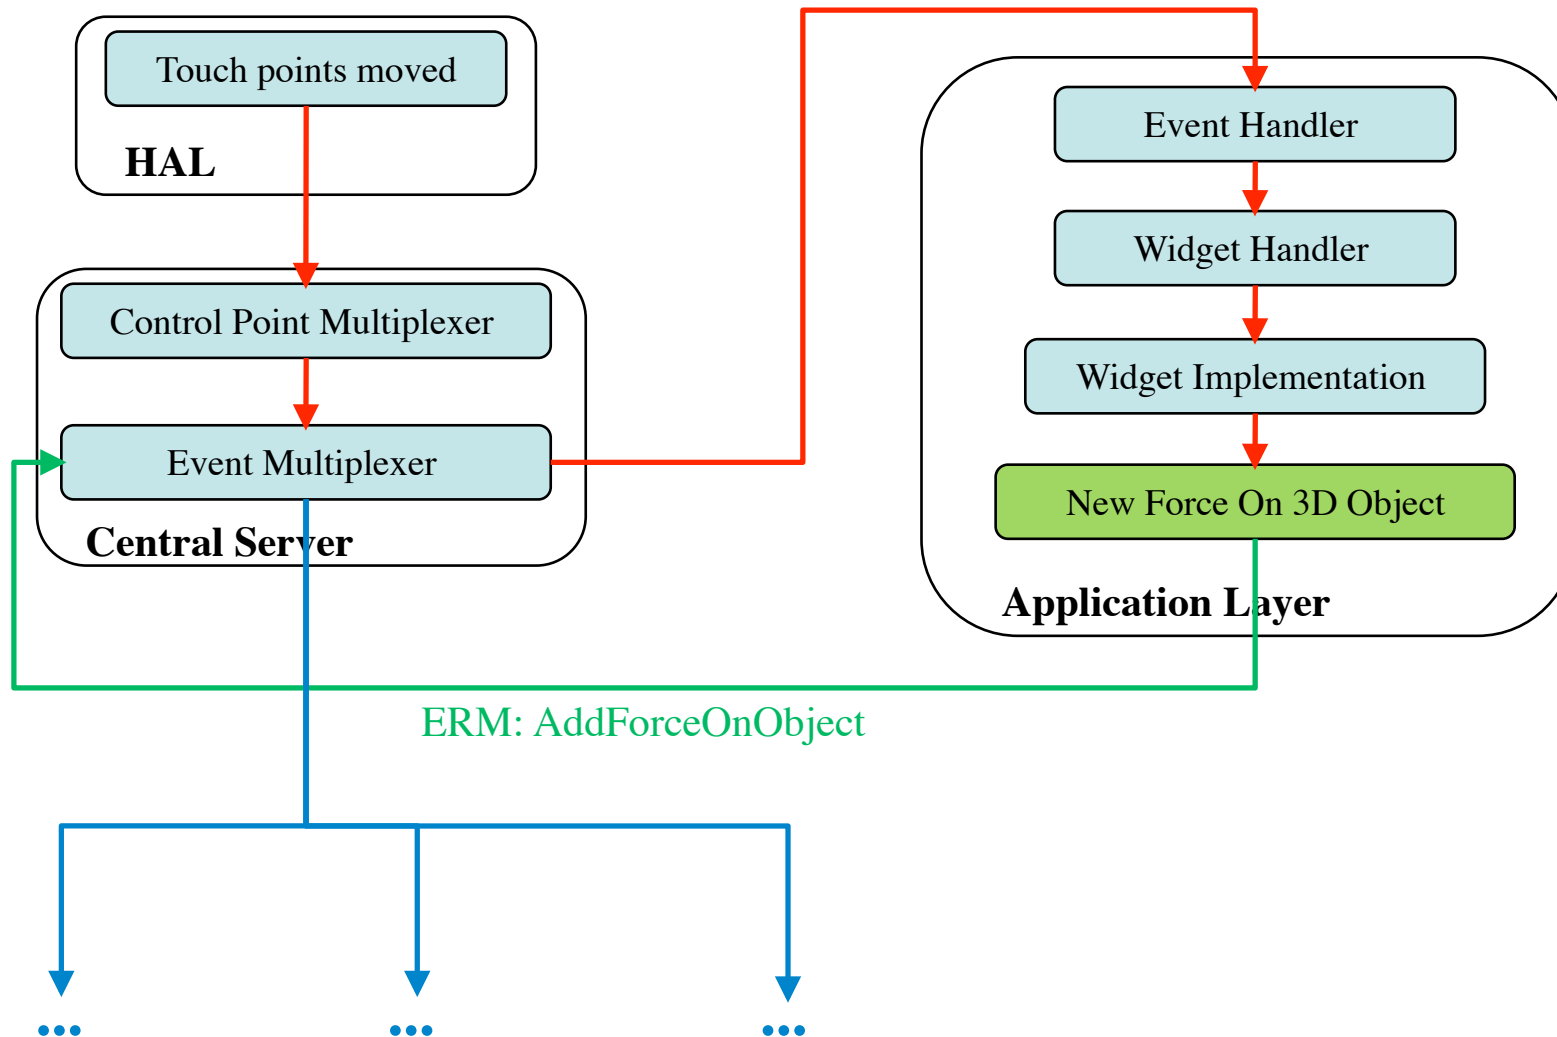 Touch points moved
HAL
Control Point Multiplexer
Event Multiplexer
Central Server
Event Handler
Widget Handler
Widget Implementation
New Force On 3D Object
Application Layer
ERM: AddForceOnObject
... ... ...